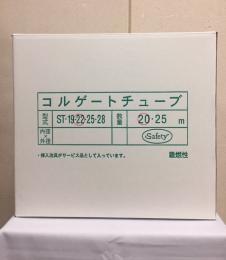 コルゲートチューブ
型式 ST-19・22・25・28 数量 20・25 m
内径×外径 Safety
・挿入治具がサービス品として入っています。
難燃性